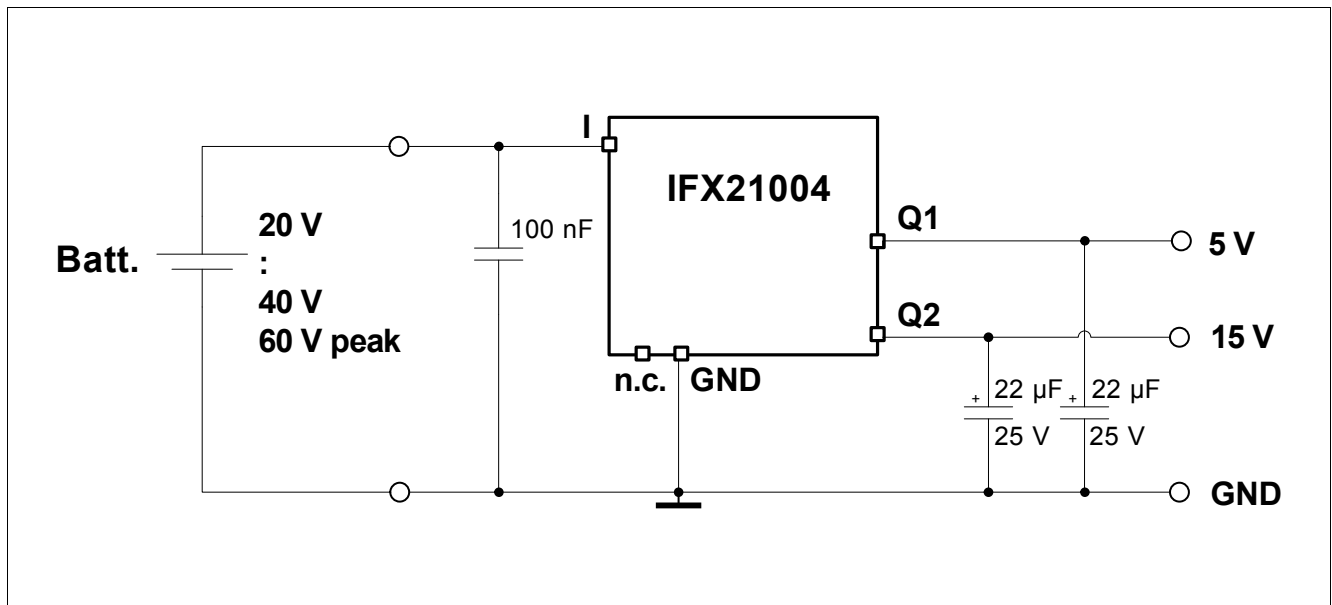 I
IFX21004
Batt.
20 V
:
40 V
60 V peak
100 nF
Q1
5 V
Q2
15 V
n.c.
GND
+
22 µF
25 V
+
22 µF
25 V
GND